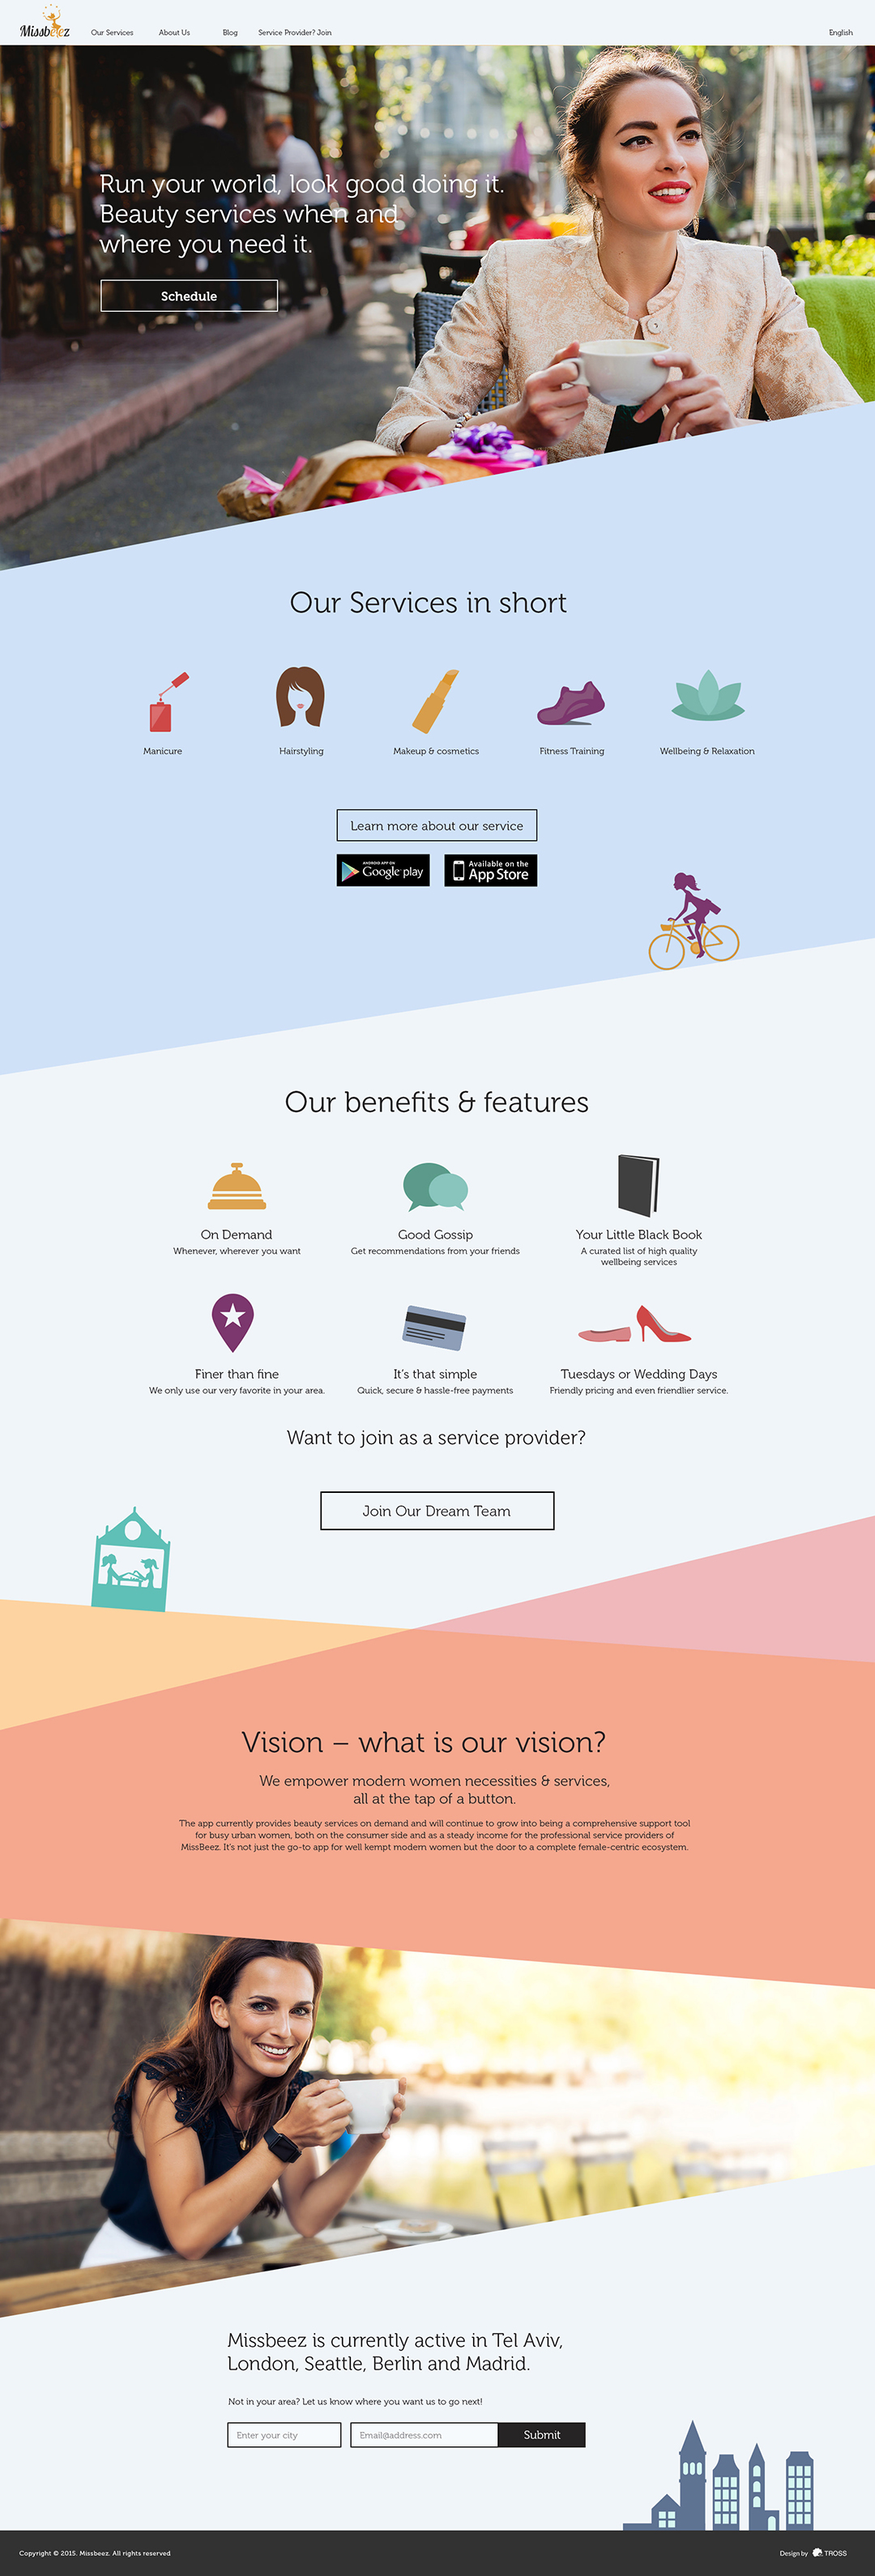 Missbeez
Our Services
About Us
Blog
Service Provider? Join
English
Run your world, look good doing it.
Beauty services when and
where you need it.
Schedule
Our Services in short
Manicure
Hairstyling
Makeup & cosmetics
Fitness Training
Wellbeing & Relaxation
Learn more about our service
ANDROID APP ON
Google play
Available on the
App Store
Our benefits & features
On Demand
Whenever, wherever you want
Good Gossip
Get recommendations from your friends
Your Little Black Book
A curated list of high quality
wellbeing services
Finer than fine
We only use our very favorite in your area.
It's that simple
Quick, secure & hassle-free payments
Tuesdays or Wedding Days
Friendly pricing and even friendlier service.
Want to join as a service provider?
Join Our Dream Team
Vision – what is our vision?
We empower modern women necessities & services,
all at the tap of a button.
The app currently provides beauty services on demand and will continue to grow into being a comprehensive support tool
for busy urban women, both on the consumer side and as a steady income for the professional service providers of
MissBeez. It's not just the go-to app for well kempt modern women but the door to a complete female-centric ecosystem.
Missbeez is currently active in Tel Aviv,
London, Seattle, Berlin and Madrid.
Not in your area? Let us know where you want us to go next!
Enter your city
Email@address.com
Submit
Copyright © 2015. Missbeez. All rights reserved
Design by TROSS